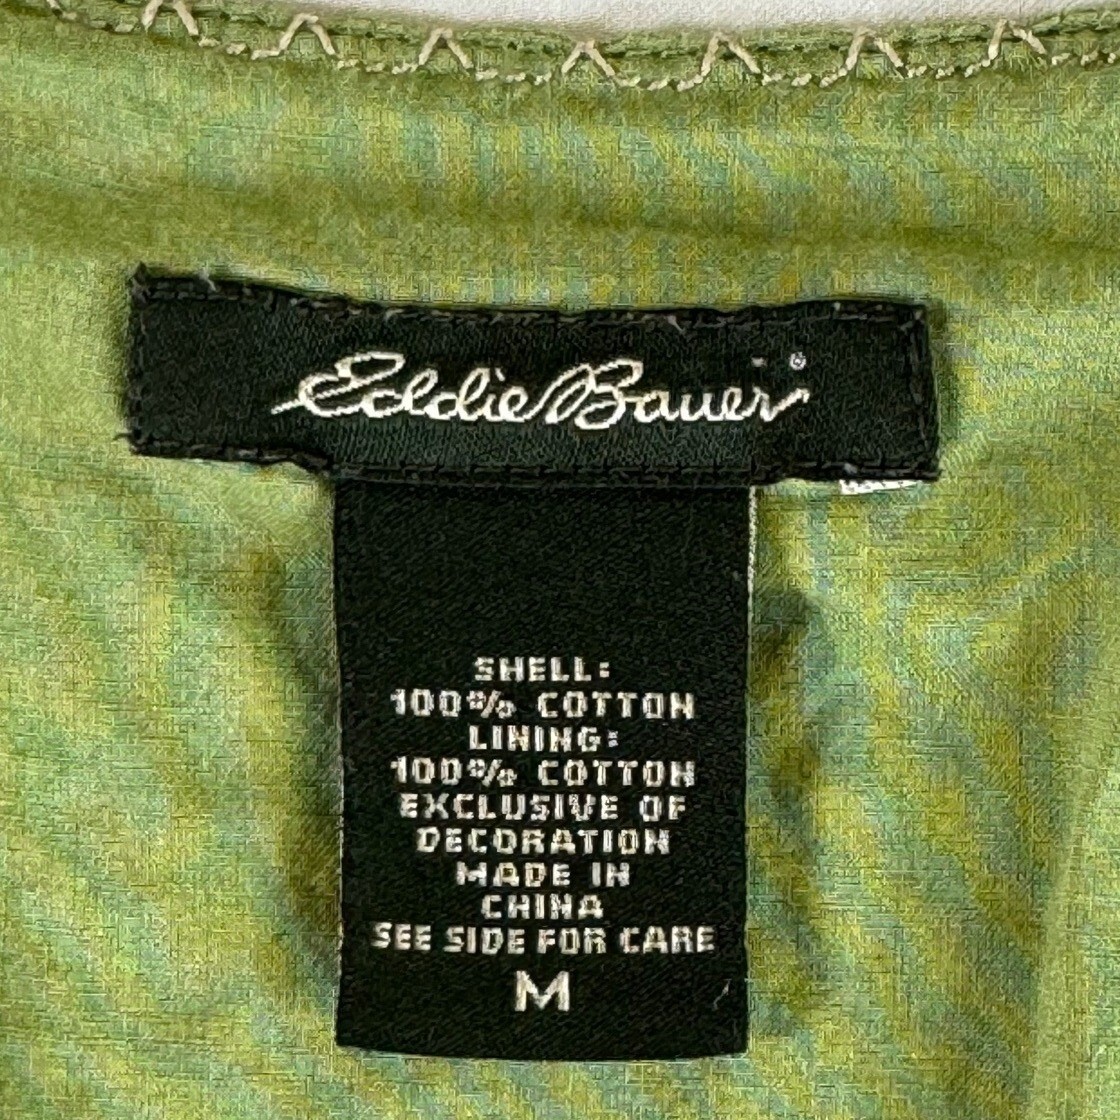 Eddie Bauer®
SHELL:
100% COTTON
LINING:
100% COTTON
EXCLUSIVE OF
DECORATION
MADE IN
CHINA
SEE SIDE FOR CARE
M